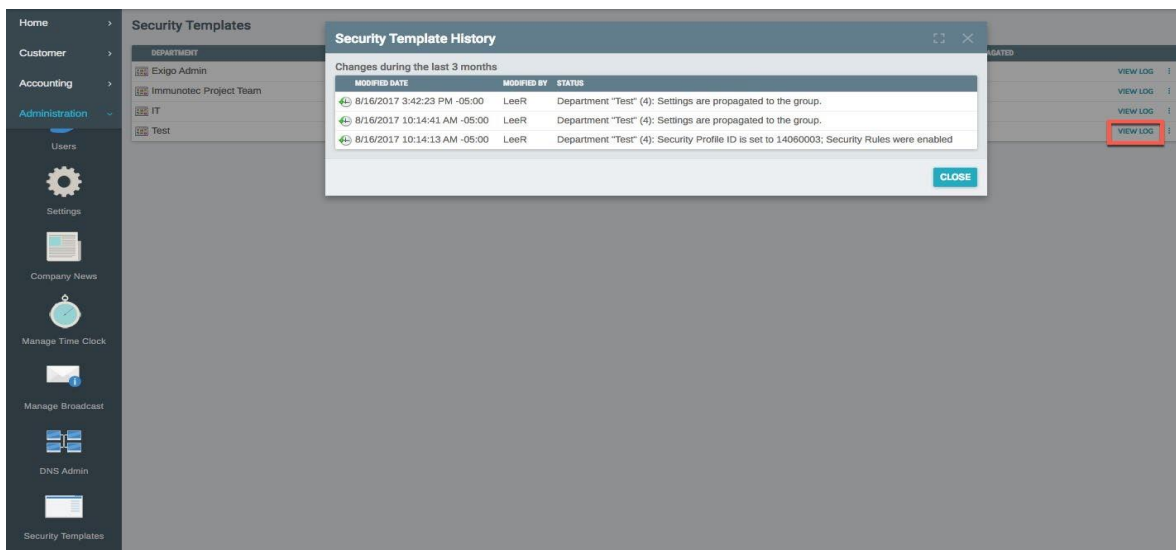 Home
Customer
Accounting
Administration
Users
Settings
Company News
Manage Time Clock
Manage Broadcast
DNS Admin
Security Templates
Security Templates
DEPARTMENT
Exigo Admin
Immunotec Project Team
IT
Test
Security Template History
Changes during the last 3 months
MODIFIED DATE MODIFIED BY STATUS
8/16/2017 3:42:23 PM -05:00 LeeR Department "Test" (4): Settings are propagated to the group.
8/16/2017 10:14:41 AM -05:00 LeeR Department "Test" (4): Settings are propagated to the group.
8/16/2017 10:14:13 AM -05:00 LeeR Department "Test" (4): Security Profile ID is set to 14060003; Security Rules were enabled
CLOSE
VIEW LOG
VIEW LOG
VIEW LOG
VIEW LOG